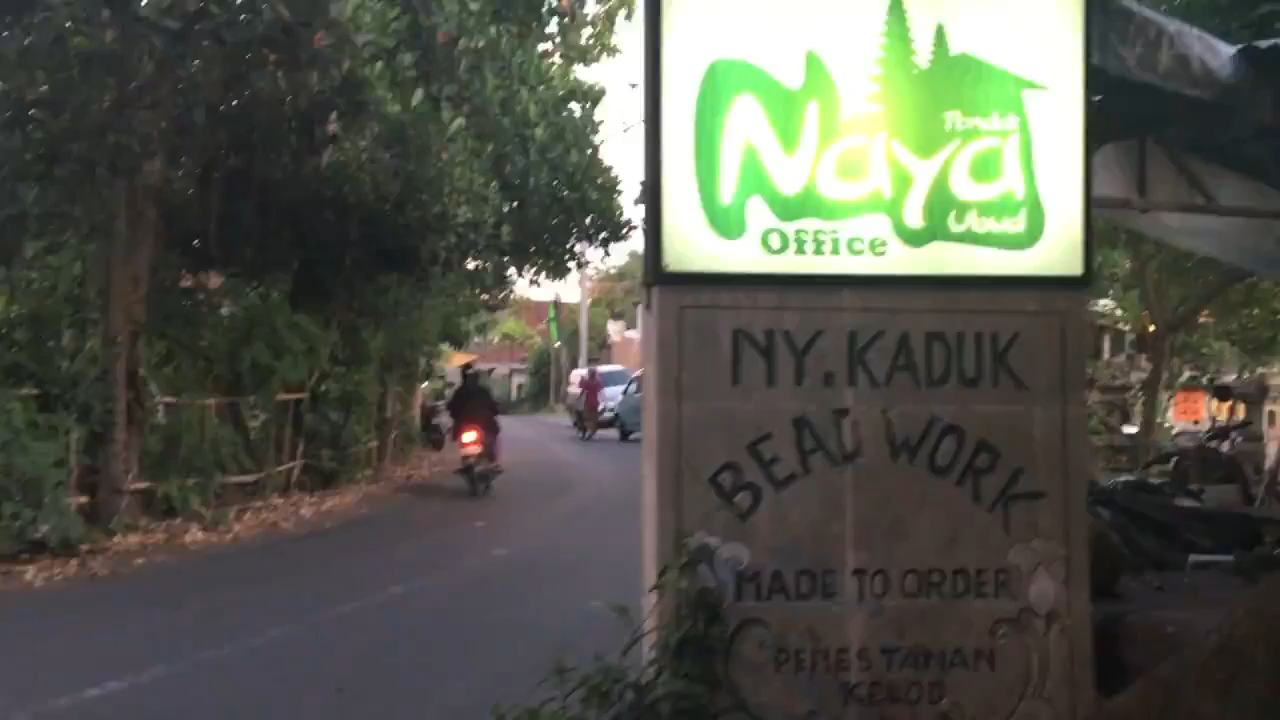 Pondok
Naya
Ubud
Office
NY. KADUK
BEAD WORK
MADE TO ORDER
PENESTANAN
KELOD